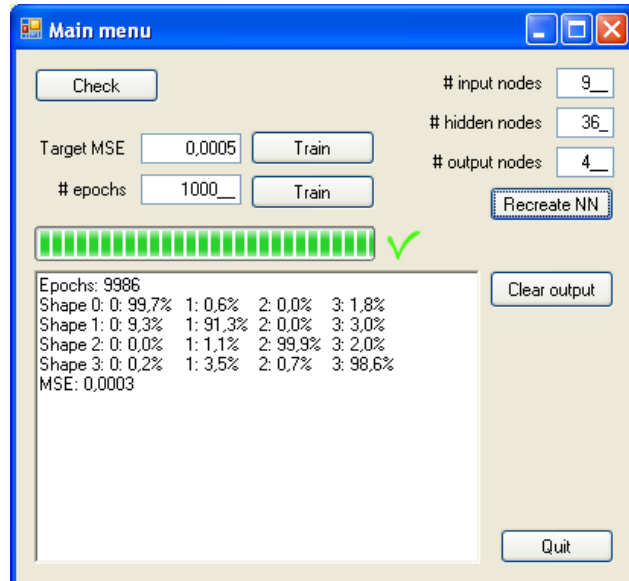 Main menu
Check
# input nodes 9__
# hidden nodes 36_
Target MSE 0,0005 Train
# output nodes 4__
# epochs 1000__ Train
Recreate NN
Clear output
Epochs: 9986
Shape 0: 0: 99,7% 1: 0,6% 2: 0,0% 3: 1,8%
Shape 1: 0: 9,3% 1: 91,3% 2: 0,0% 3: 3,0%
Shape 2: 0: 0,0% 1: 1,1% 2: 99,9% 3: 2,0%
Shape 3: 0: 0,2% 1: 3,5% 2: 0,7% 3: 98,6%
MSE: 0,0003
Quit